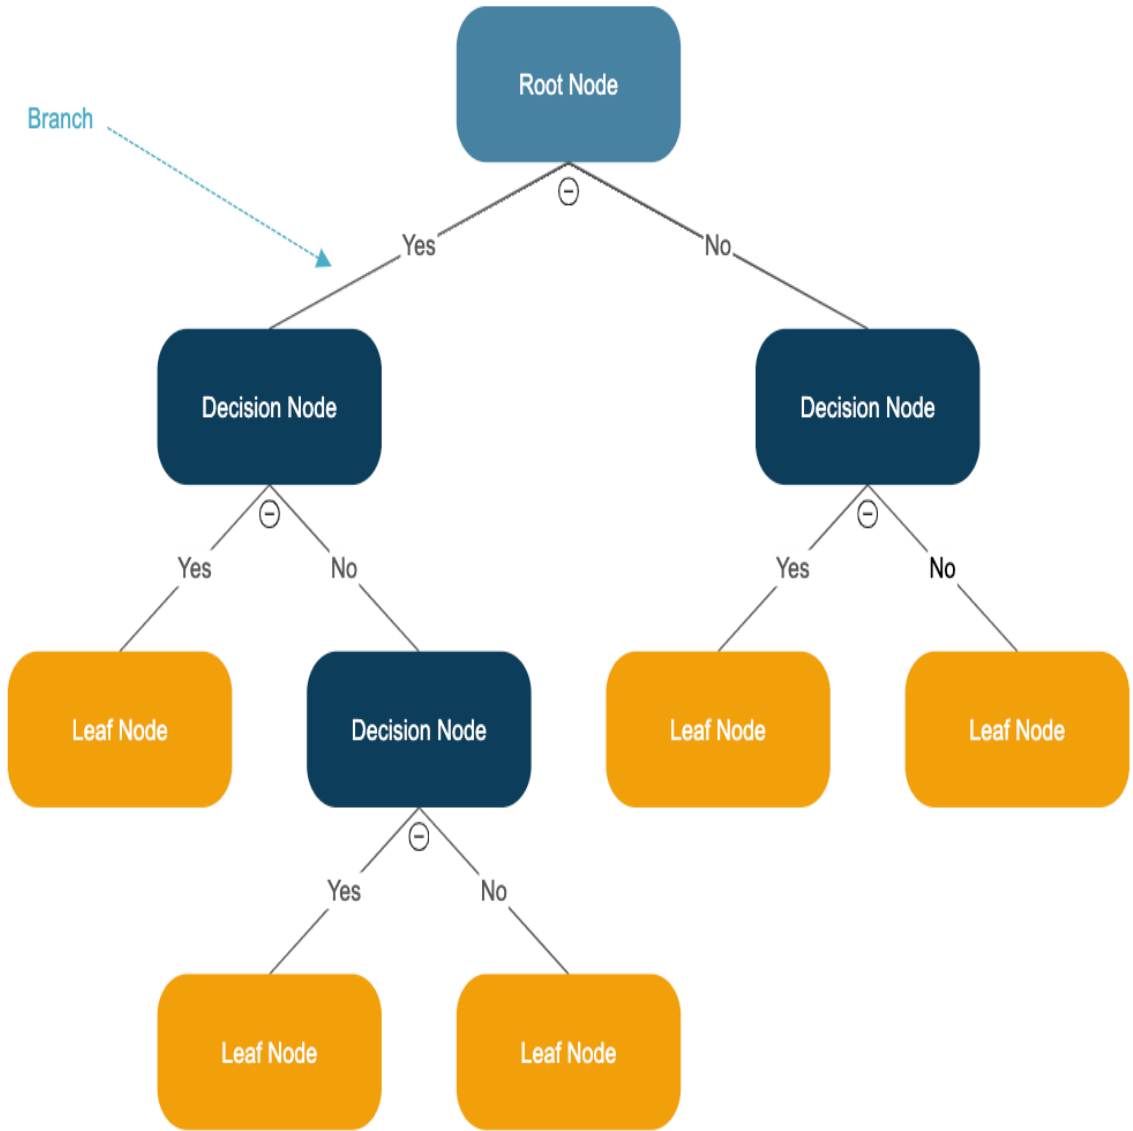 Root Node
Branch
Yes
No
Decision Node
Decision Node
Yes
No
Yes
No
Leaf Node
Decision Node
Leaf Node
Leaf Node
Yes
No
Leaf Node
Leaf Node